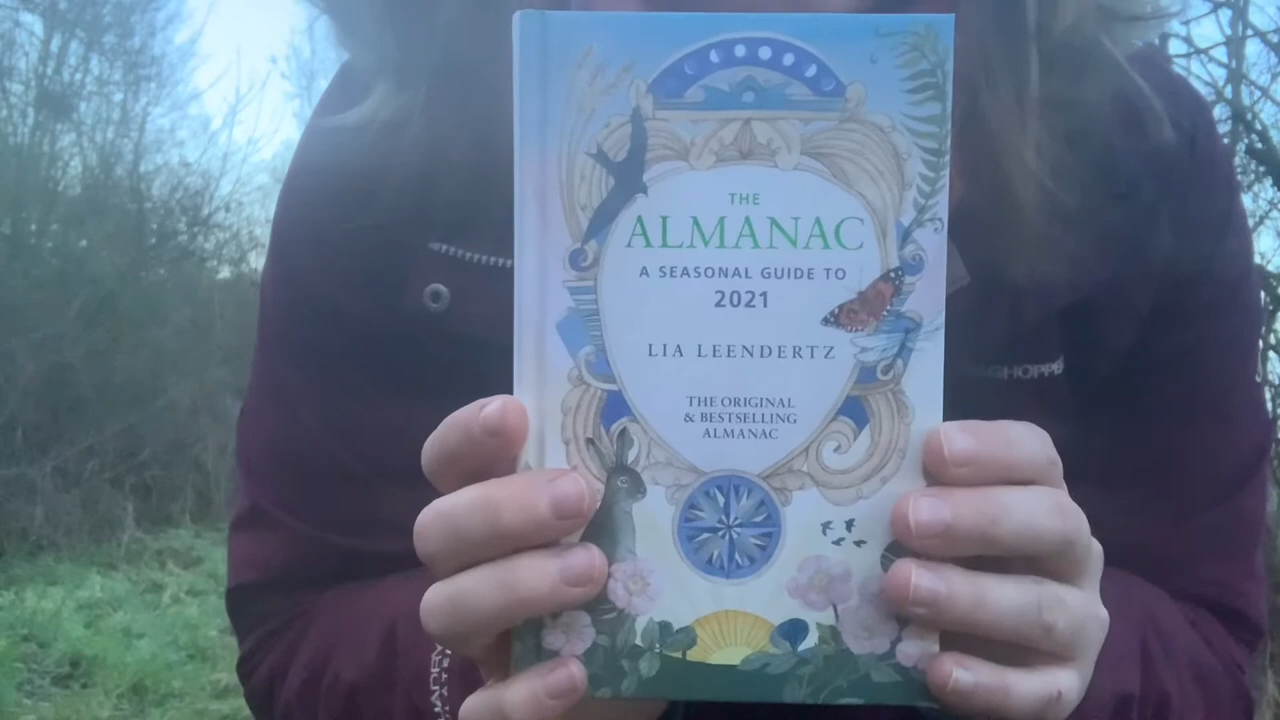 THE
ALMANAC
A SEASONAL GUIDE TO
2021
LIA LEENDERTZ
THE ORIGINAL
& BESTSELLING
ALMANAC